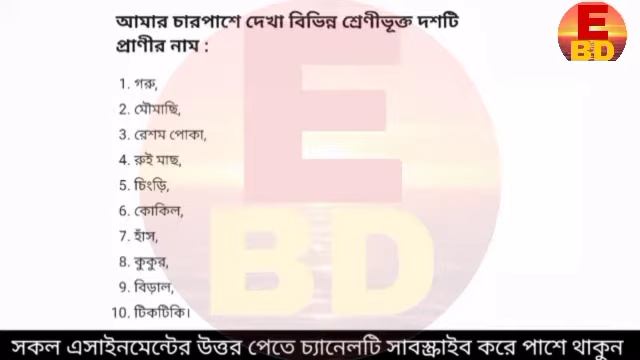 আমার চারপাশে দেখা বিভিন্ন শ্রেণীভূক্ত দশটি
প্রাণীর নাম :
1. গরু,
2. মৌমাছি,
3. রেশম পোকা,
4. রুই মাছ,
5. চিংড়ি,
6. কোকিল,
7. হাঁস,
8. কুকুর,
9. বিড়াল,
10. টিকটিকি।
E
BD
E
BD
সকল এসাইনমেন্টের উত্তর পেতে চ্যানেলটি সাবস্ক্রাইব করে পাশে থাকুন